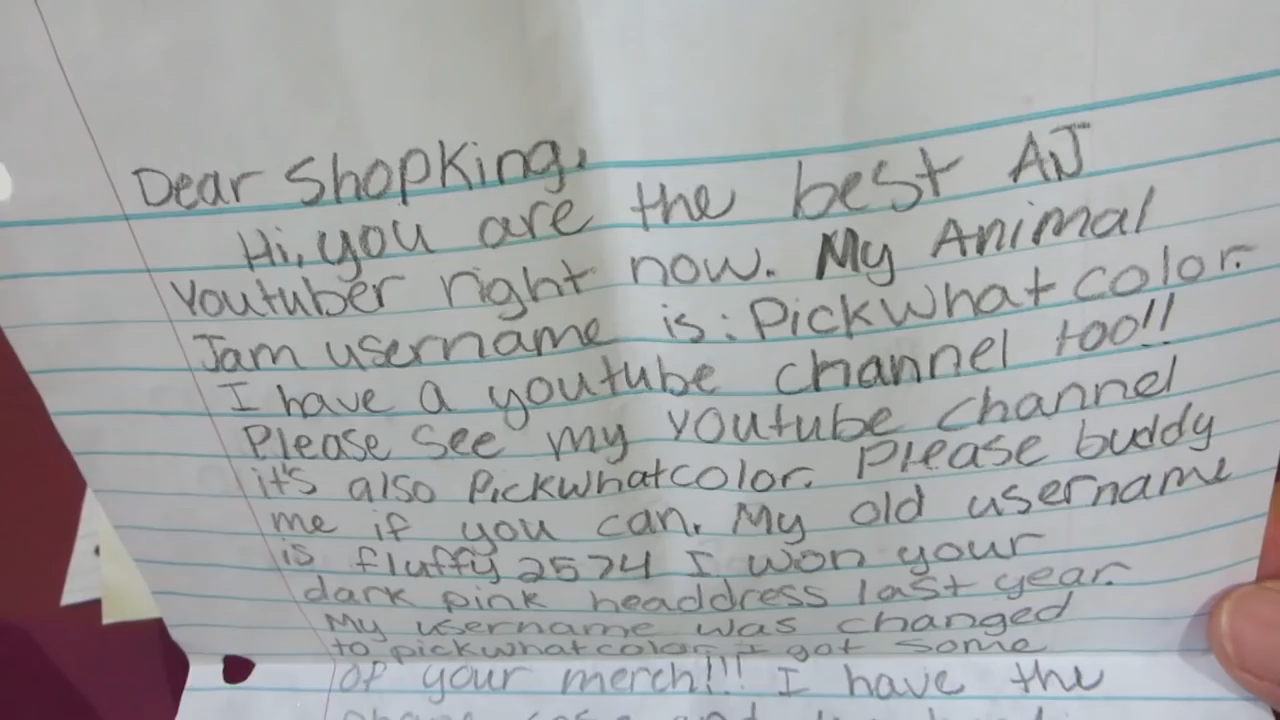 Dear Shopking,
Hi, you are the best AJ
Youtuber right now. My Animal
Jam username is: Pickwhatcolor.
I have a youtube channel too!!
Please see my youtube channel
it's also Pickwhatcolor. Please buddy
me if you can. My old username
is fluffy2574 I won your
dark pink headdress last year.
My username was changed
to pickwhatcolor I got some
of your merch!!! I have the
phone case and